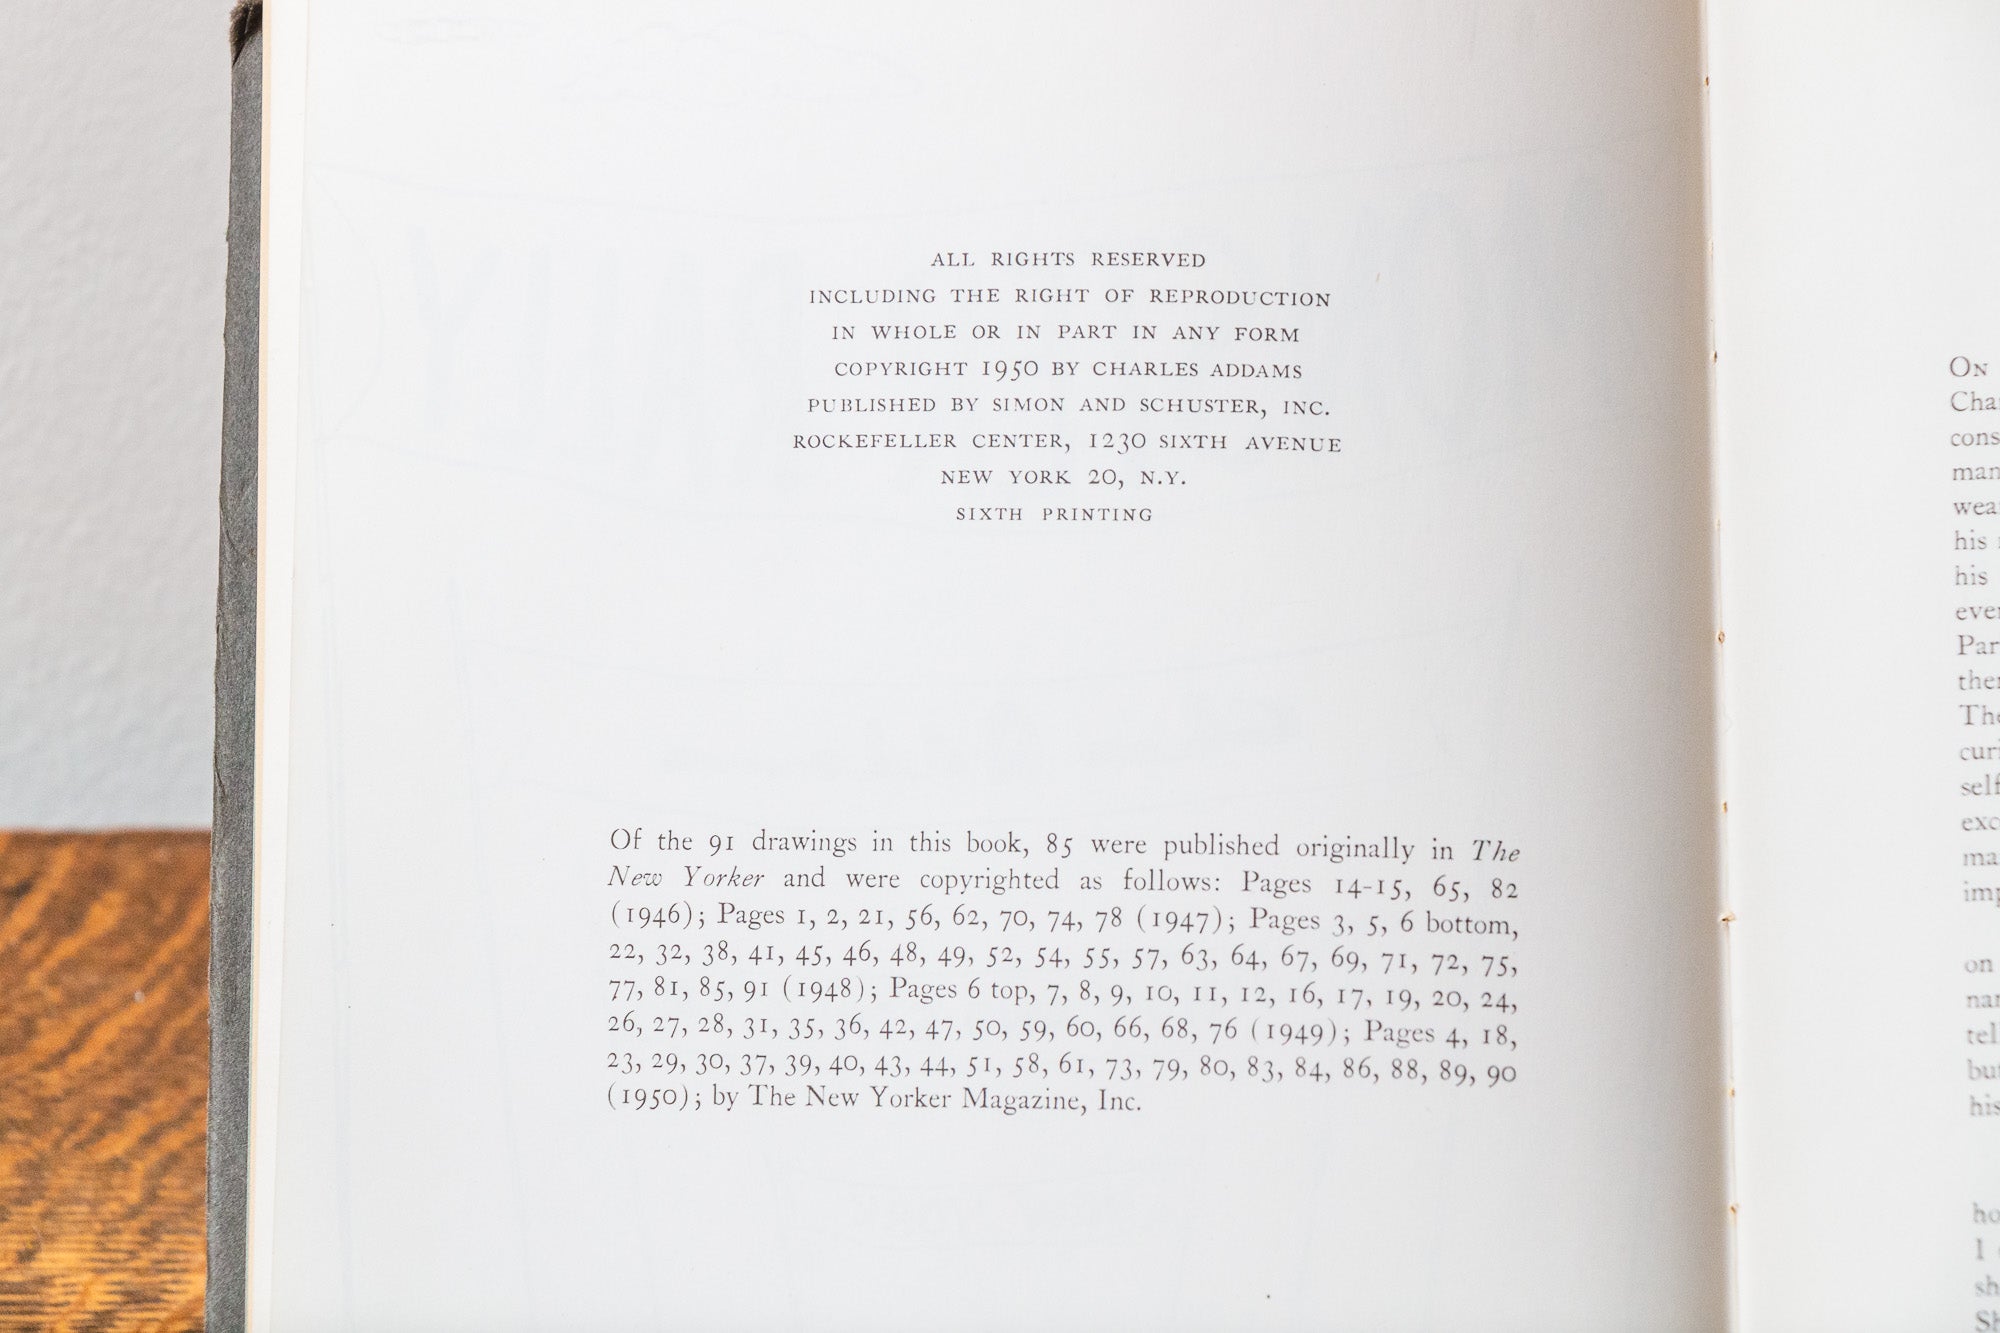 ALL RIGHTS RESERVED
INCLUDING THE RIGHT OF REPRODUCTION
IN WHOLE OR IN PART IN ANY FORM
COPYRIGHT 1950 BY CHARLES ADDAMS
PUBLISHED BY SIMON AND SCHUSTER, INC.
ROCKEFELLER CENTER, 1230 SIXTH AVENUE
NEW YORK 20, N.Y.
SIXTH PRINTING
Of the 91 drawings in this book, 85 were published originally in The
New Yorker and were copyrighted as follows: Pages 14-15, 65, 82
(1946); Pages 1, 2, 21, 56, 62, 70, 74, 78 (1947); Pages 3, 5, 6 bottom,
22, 32, 38, 41, 45, 46, 48, 49, 52, 54, 55, 57, 63, 64, 67, 69, 71, 72, 75,
77, 81, 85, 91 (1948); Pages 6 top, 7, 8, 9, 10, 11, 12, 16, 17, 19, 20, 24,
26, 27, 28, 31, 35, 36, 42, 47, 50, 59, 60, 66, 68, 76 (1949); Pages 4, 18,
23, 29, 30, 37, 39, 40, 43, 44, 51, 58, 61, 73, 79, 80, 83, 84, 86, 88, 89, 90
(1950); by The New Yorker Magazine, Inc.
On
his
his
on